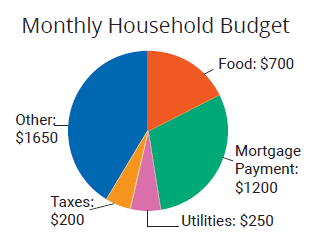 Monthly Household Budget
Food: $700
Other:
$1650
Mortgage
Payment:
$1200
Taxes:
$200
Utilities: $250